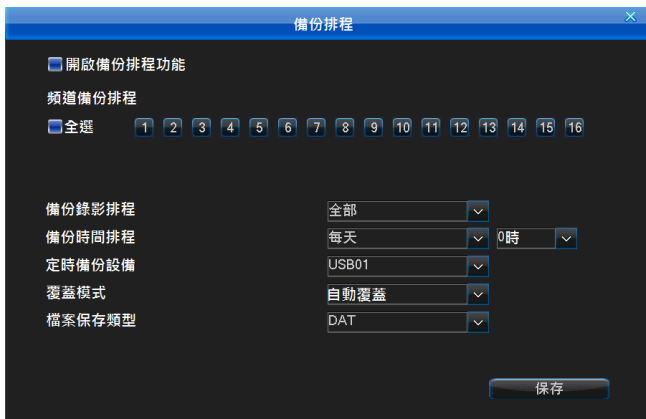 備份排程
開啟備份排程功能
頻道備份排程
全選 1 2 3 4 5 6 7 8 9 10 11 12 13 14 15 16
備份錄影排程 全部
備份時間排程 每天 0時
定時備份設備 USB01
覆蓋模式 自動覆蓋
檔案保存類型 DAT
保存